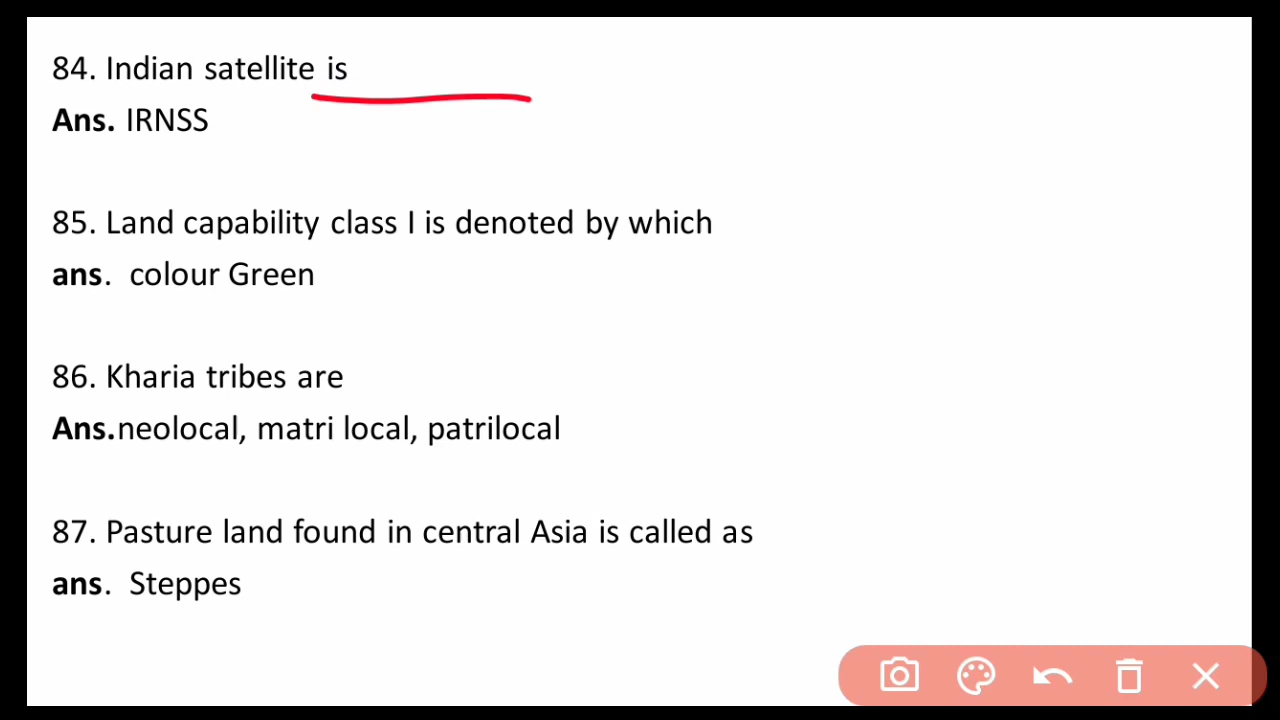 84. Indian satellite is
Ans. IRNSS
85. Land capability class I is denoted by which
ans.  colour Green
86. Kharia tribes are
Ans.neolocal, matri local, patrilocal
87. Pasture land found in central Asia is called as
ans.  Steppes